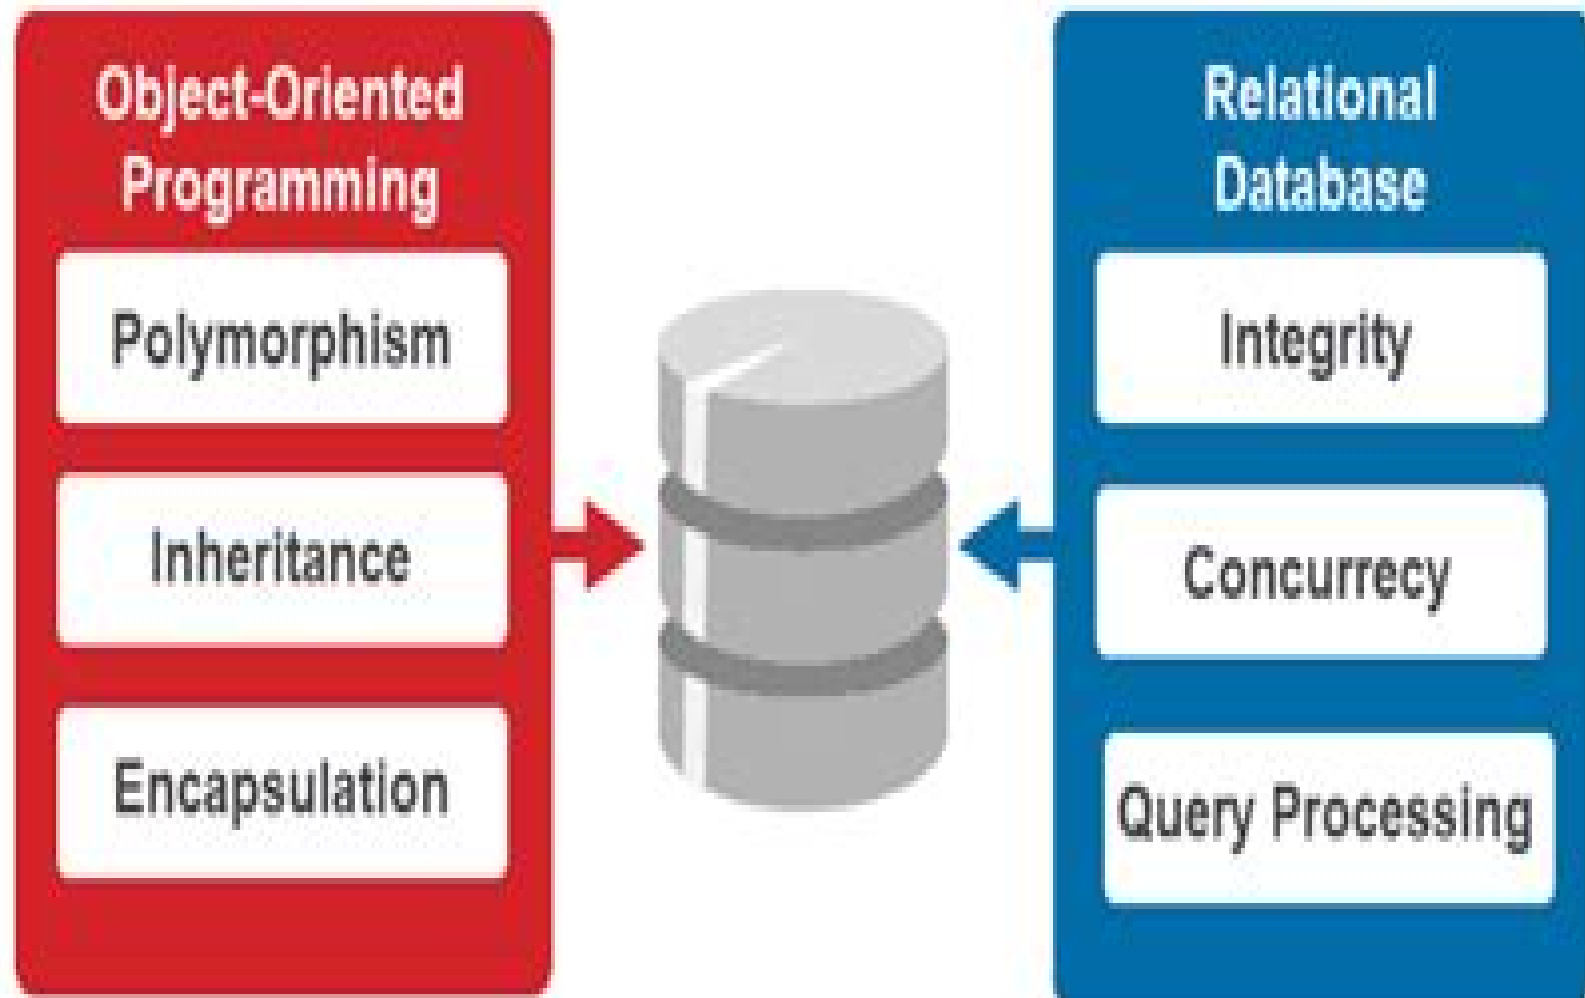 Object-Oriented
Programming
Polymorphism
Inheritance
Encapsulation
Relational
Database
Integrity
Concurrecy
Query Processing